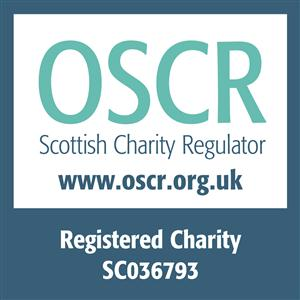 OSCR
Scottish Charity Regulator
www.oscr.org.uk
Registered Charity
SC036793